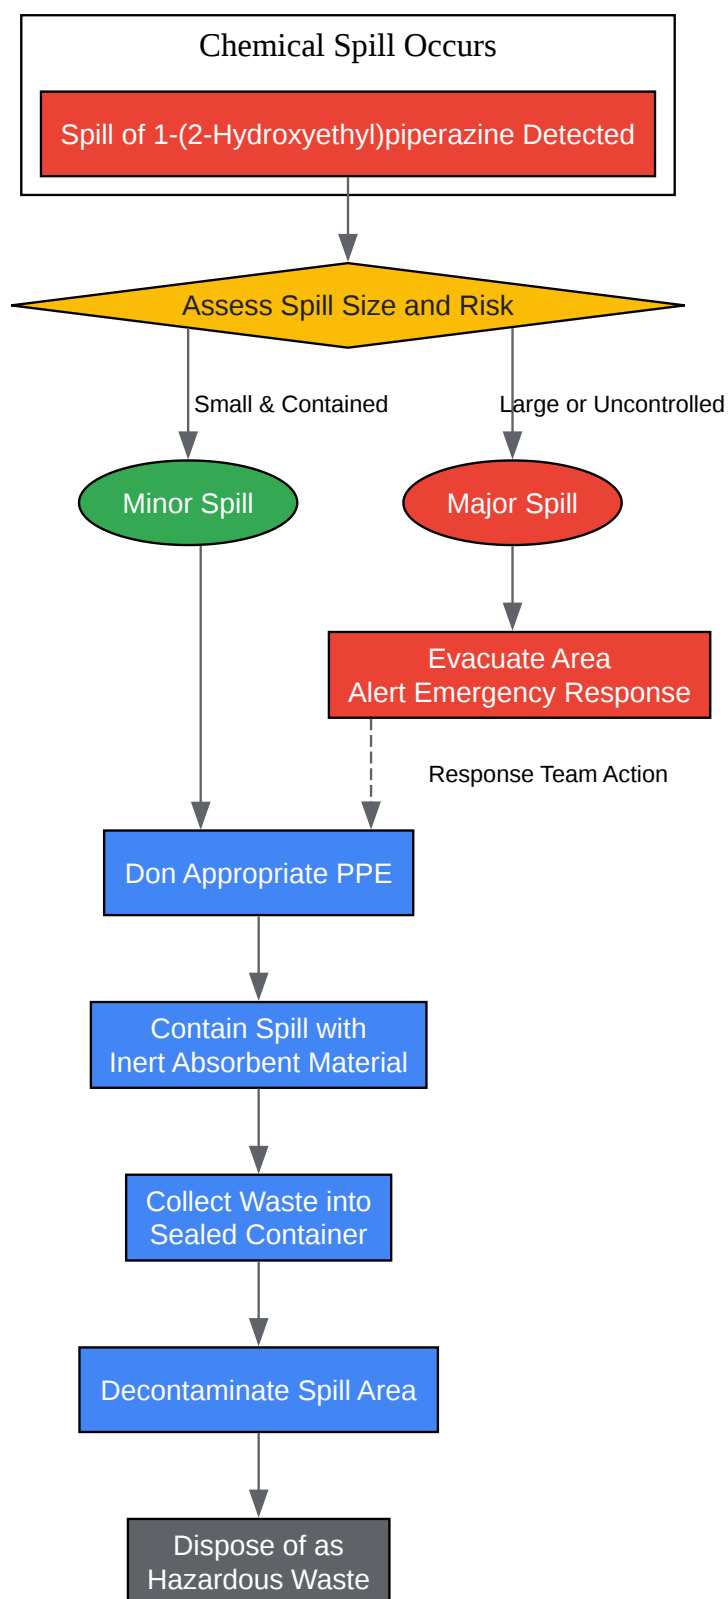 Chemical Spill Occurs
Spill of 1-(2-Hydroxyethyl)piperazine Detected
Assess Spill Size and Risk
Small & Contained
Large or Uncontrolled
Minor Spill
Major Spill
Evacuate Area
Alert Emergency Response
Response Team Action
Don Appropriate PPE
Contain Spill with
Inert Absorbent Material
Collect Waste into
Sealed Container
Decontaminate Spill Area
Dispose of as
Hazardous Waste